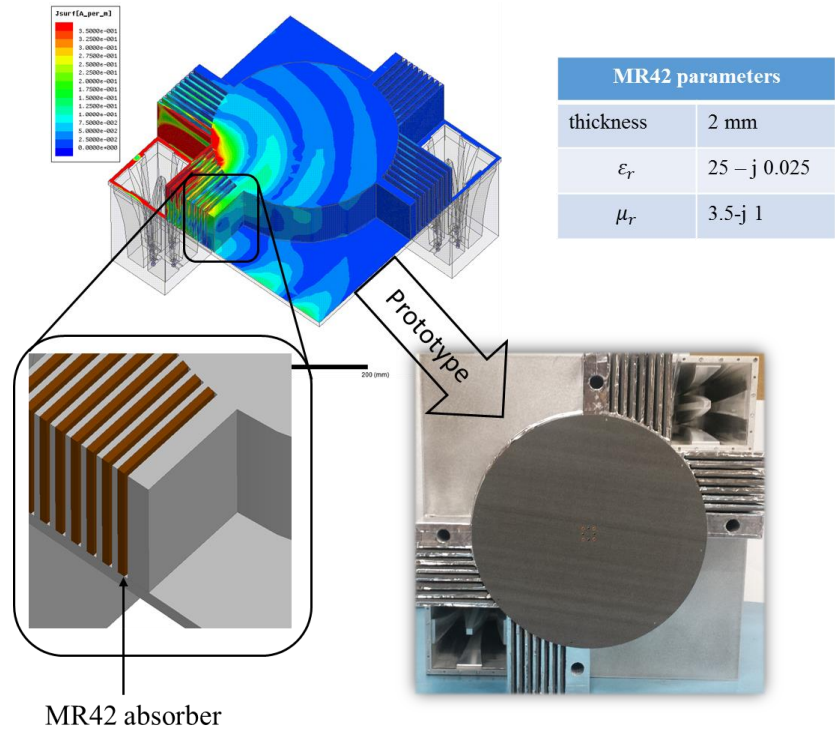 Jsurf[A_per_m]
3.5000e-001
3.2500e-001
3.0000e-001
2.7500e-001
2.5000e-001
2.2500e-001
2.0000e-001
1.7500e-001
1.5000e-001
1.2500e-001
1.0000e-001
7.5000e-002
5.0000e-002
2.5000e-002
0.0000e+000
MR42 parameters
thickness 2 mm
εr 25 – j 0.025
μr 3.5-j 1
Prototype
200 (mm)
MR42 absorber